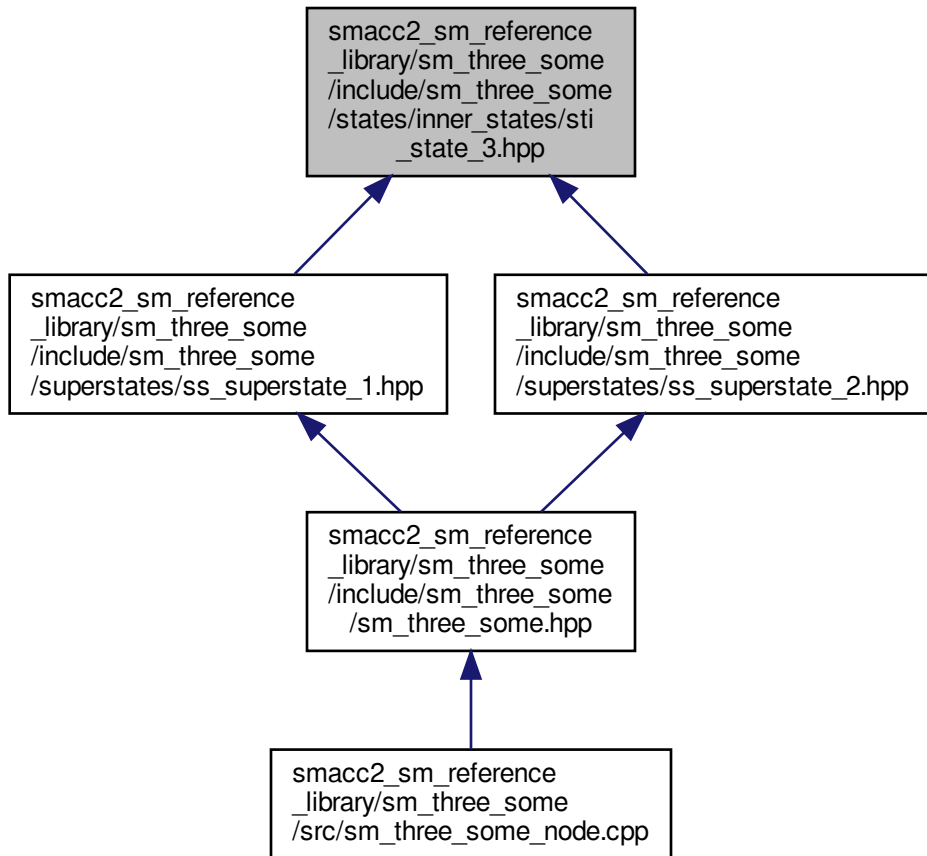 smacc2_sm_reference
_library/sm_three_some
/include/sm_three_some
/states/inner_states/sti
_state_3.hpp
smacc2_sm_reference
_library/sm_three_some
/include/sm_three_some
/superstates/ss_superstate_1.hpp
smacc2_sm_reference
_library/sm_three_some
/include/sm_three_some
/superstates/ss_superstate_2.hpp
smacc2_sm_reference
_library/sm_three_some
/include/sm_three_some
/sm_three_some.hpp
smacc2_sm_reference
_library/sm_three_some
/src/sm_three_some_node.cpp